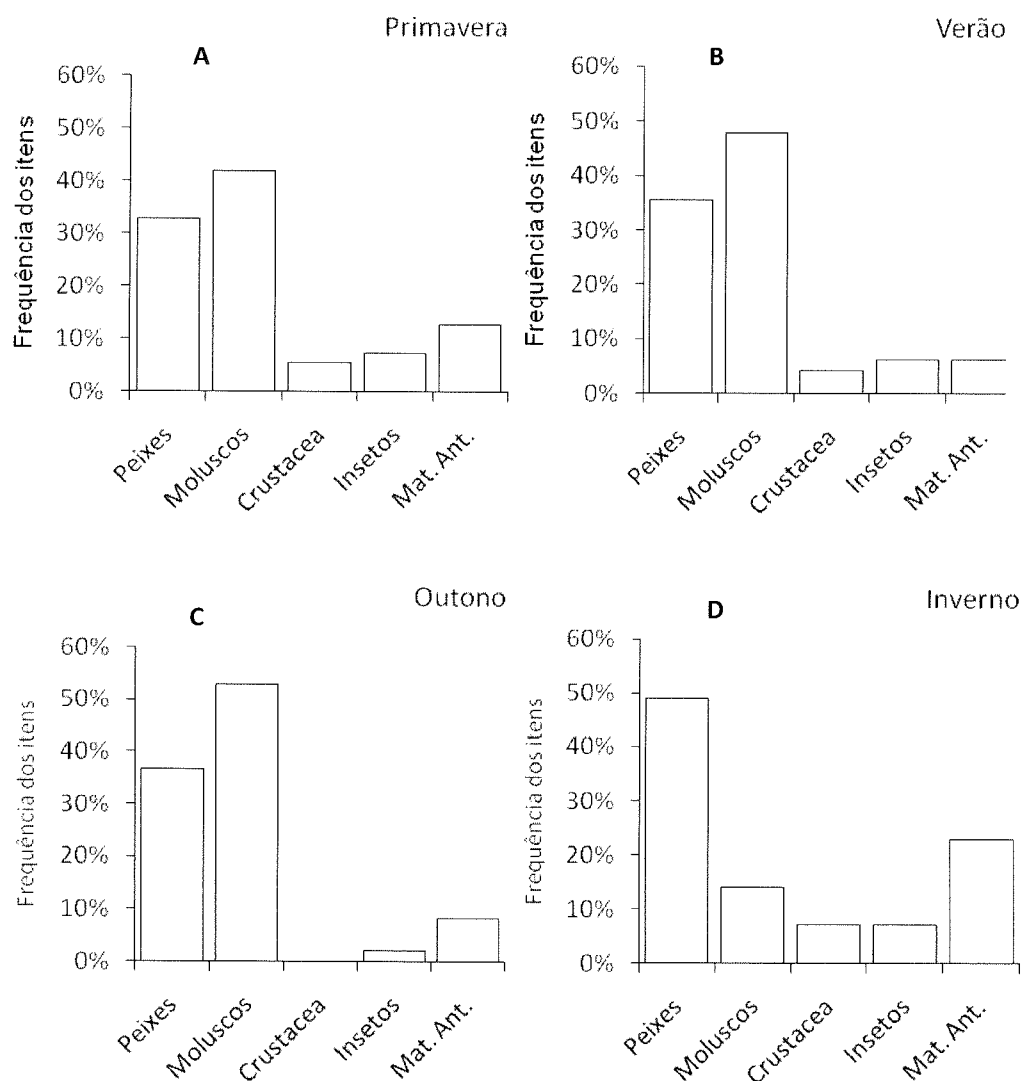 Primavera
A
Frequência dos itens
60%
50%
40%
30%
20%
10%
0%
Peixes
Moluscos
Crustacea
Insetos
Mat. Ant.
Verão
B
Frequência dos itens
60%
50%
40%
30%
20%
10%
0%
Peixes
Moluscos
Crustacea
Insetos
Mat. Ant.
Outono
C
Frequência dos itens
60%
50%
40%
30%
20%
10%
0%
Peixes
Moluscos
Crustacea
Insetos
Mat. Ant.
Inverno
D
Frequência dos itens
60%
50%
40%
30%
20%
10%
0%
Peixes
Moluscos
Crustacea
Insetos
Mat. Ant.